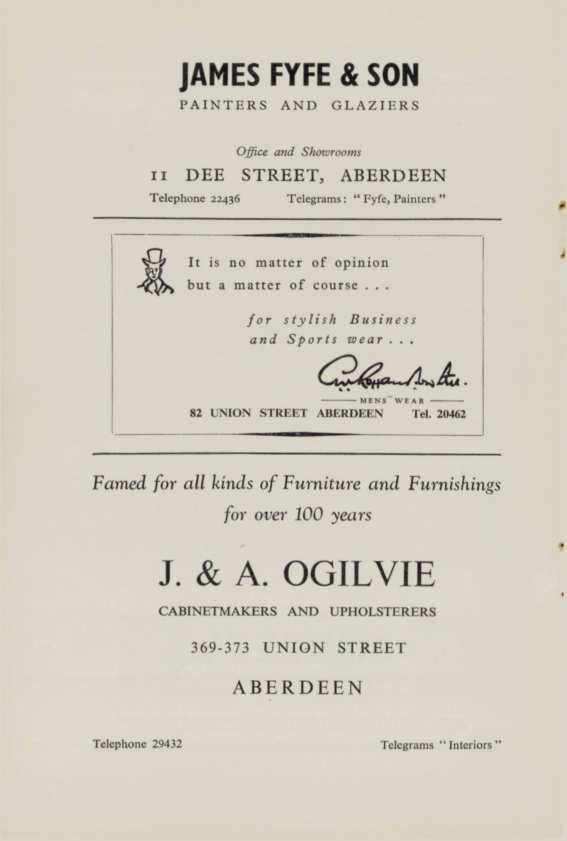 JAMES FYFE & SON
PAINTERS AND GLAZIERS
Office and Showrooms
11 DEE STREET, ABERDEEN
Telephone 22436 Telegrams: "Fyfe, Painters"
It is no matter of opinion
but a matter of course ...
for stylish Business
and Sports wear ...
MENS WEAR
82 UNION STREET ABERDEEN Tel. 20462
Famed for all kinds of Furniture and Furnishings
for over 100 years
J. & A. OGILVIE
CABINETMAKERS AND UPHOLSTERERS
369-373 UNION STREET
ABERDEEN
Telephone 29432 Telegrams "Interiors"